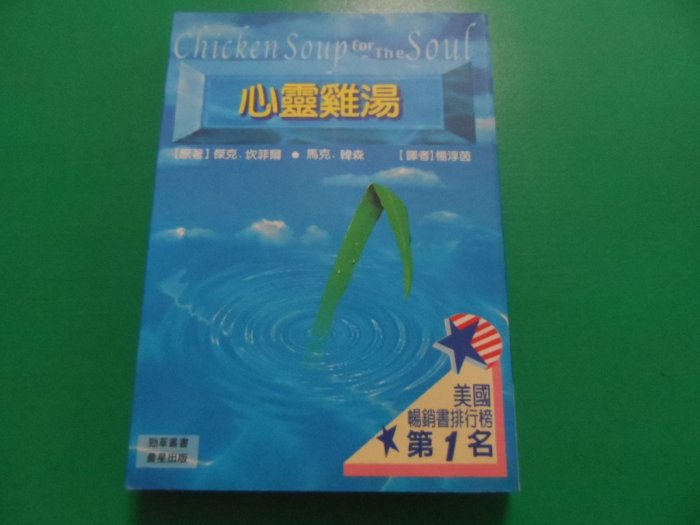 Chicken Soup For The Soul
心靈雞湯
【原著】傑克．坎菲爾 ● 馬克．韓森 【譯者】楊淳茵
美國
暢銷書排行榜
第1名
勁草叢書
晨星出版